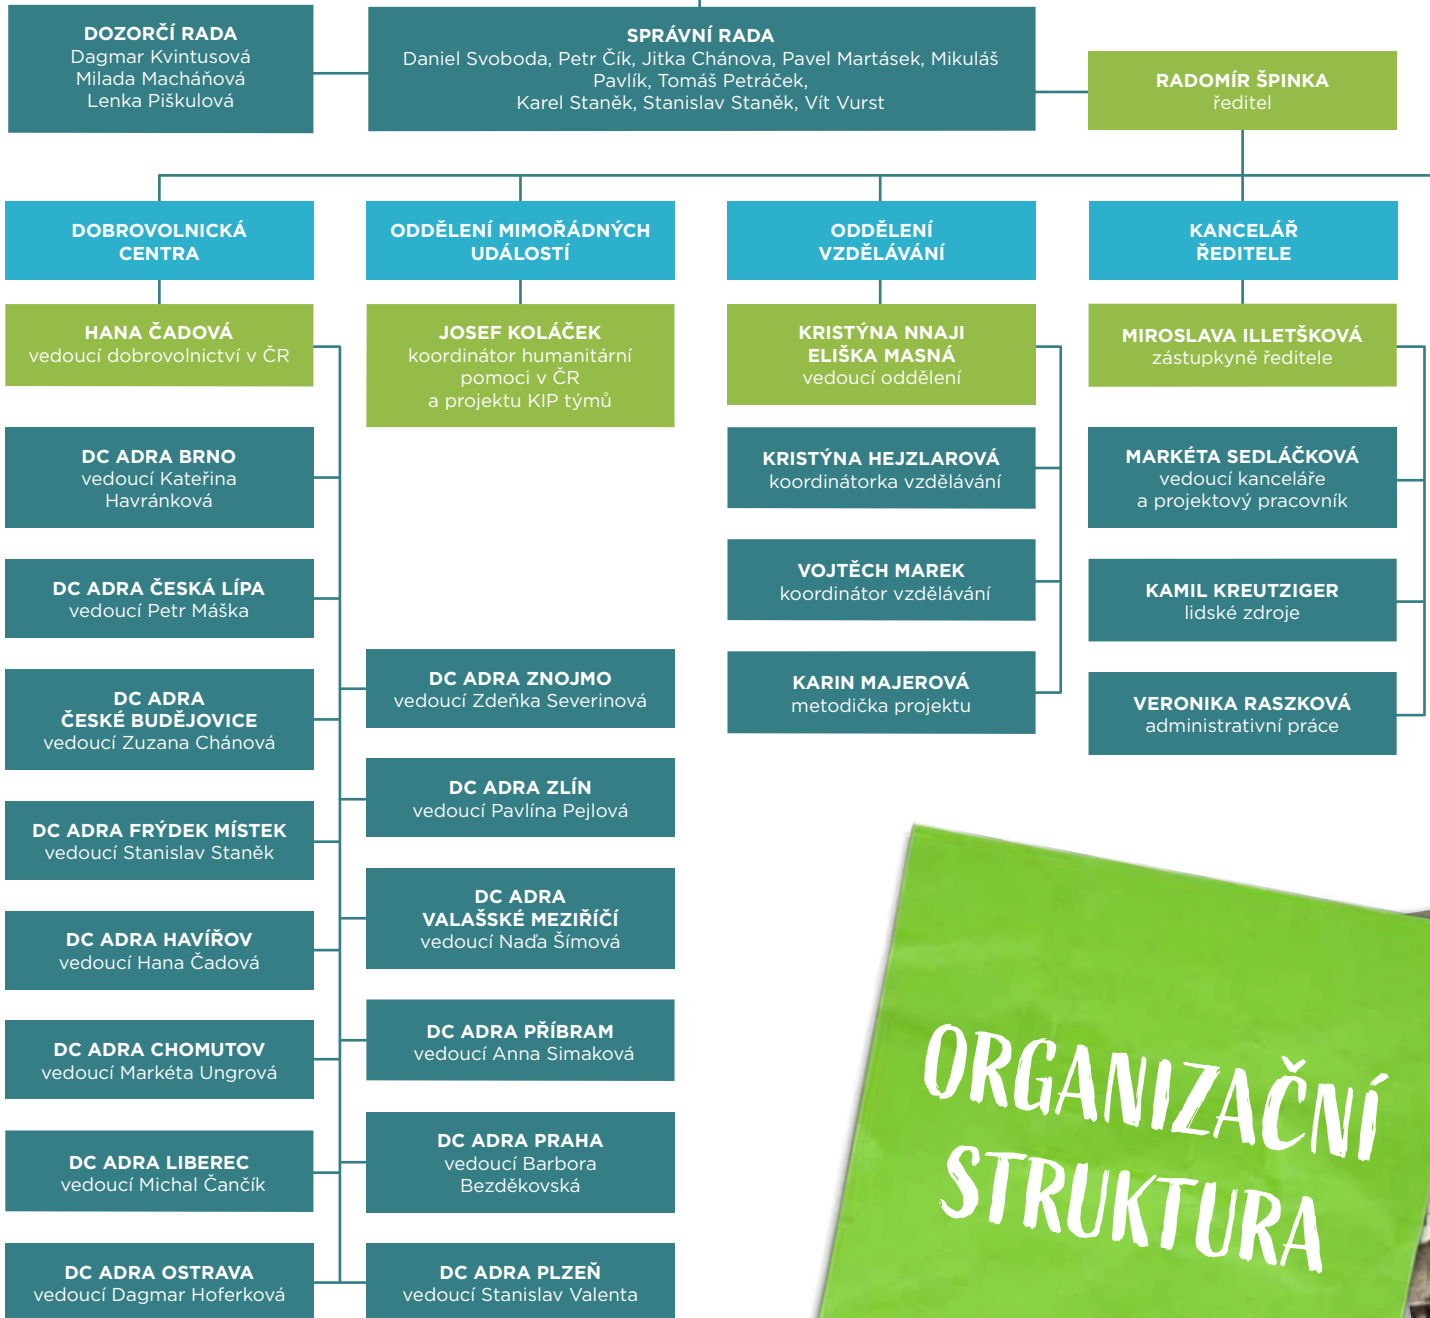 DOZORČÍ RADA
Dagmar Kvintusová
Milada Macháňová
Lenka Piškulová
SPRÁVNÍ RADA
Daniel Svoboda, Petr Čík, Jitka Chánova, Pavel Martásek, Mikuláš
Pavlík, Tomáš Petráček,
Karel Staněk, Stanislav Staněk, Vít Vurst
RADOMÍR ŠPINKA
ředitel
DOBROVOLNICKÁ
CENTRA
ODDĚLENÍ MIMOŘÁDNÝCH
UDÁLOSTÍ
ODDĚLENÍ
VZDĚLÁVÁNÍ
KANCELÁŘ
ŘEDITELE
HANA ČADOVÁ
vedoucí dobrovolnictví v ČR
JOSEF KOLÁČEK
koordinátor humanitární
pomoci v ČR
a projektu KIP týmů
KRISTÝNA NNAJI
ELIŠKA MASNÁ
vedoucí oddělení
MIROSLAVA ILLETŠKOVÁ
zástupkyně ředitele
DC ADRA BRNO
vedoucí Kateřina
Havránková
KRISTÝNA HEJZLAROVÁ
koordinátorka vzdělávání
MARKÉTA SEDLÁČKOVÁ
vedoucí kanceláře
a projektový pracovník
DC ADRA ČESKÁ LÍPA
vedoucí Petr Máška
VOJTĚCH MAREK
koordinátor vzdělávání
KAMIL KREUTZIGER
lidské zdroje
DC ADRA
ČESKÉ BUDĚJOVICE
vedoucí Zuzana Chánová
DC ADRA ZNOJMO
vedoucí Zdeňka Severinová
KARIN MAJEROVÁ
metodička projektu
VERONIKA RASZKOVÁ
administrativní práce
DC ADRA FRÝDEK MÍSTEK
vedoucí Stanislav Staněk
DC ADRA ZLÍN
vedoucí Pavlína Pejlová
DC ADRA HAVÍŘOV
vedoucí Hana Čadová
DC ADRA
VALAŠSKÉ MEZIŘÍČÍ
vedoucí Naďa Šímová
DC ADRA CHOMUTOV
vedoucí Markéta Ungrová
DC ADRA PŘÍBRAM
vedoucí Anna Simaková
DC ADRA LIBEREC
vedoucí Michal Čančík
DC ADRA PRAHA
vedoucí Barbora
Bezděkovská
DC ADRA OSTRAVA
vedoucí Dagmar Hoferková
DC ADRA PLZEŇ
vedoucí Stanislav Valenta
ORGANIZAČNÍ
STRUKTURA